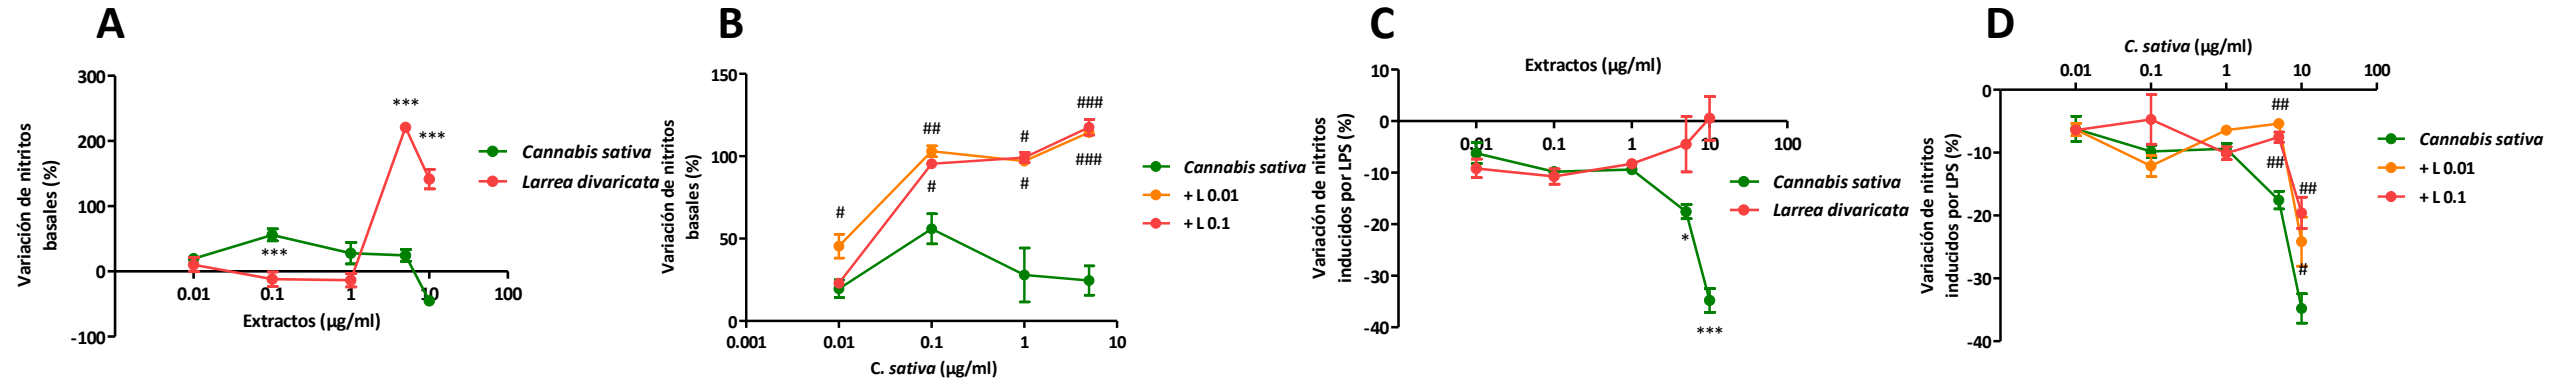 A
300
200
100
0
-100
Variación de nitritos
basales (%)
***
***
***
0.01
0.1
1
10
100
Extractos (µg/ml)
Cannabis sativa
Larrea divaricata
B
150
100
50
0
Variación de nitritos
basales (%)
#
##
#
#
#
###
###
0.001
0.01
0.1
1
10
C. sativa (µg/ml)
Cannabis sativa
+ L 0.01
+ L 0.1
C
Extractos (µg/ml)
10
0
-10
-20
-30
-40
Variación de nitritos
inducidos por LPS (%)
0.01
0.1
1
10
100
*
***
Cannabis sativa
Larrea divaricata
D
C. sativa (µg/ml)
0.01
0.1
1
10
100
0
-10
-20
-30
-40
Variación de nitritos
inducidos por LPS (%)
##
##
##
#
Cannabis sativa
+ L 0.01
+ L 0.1